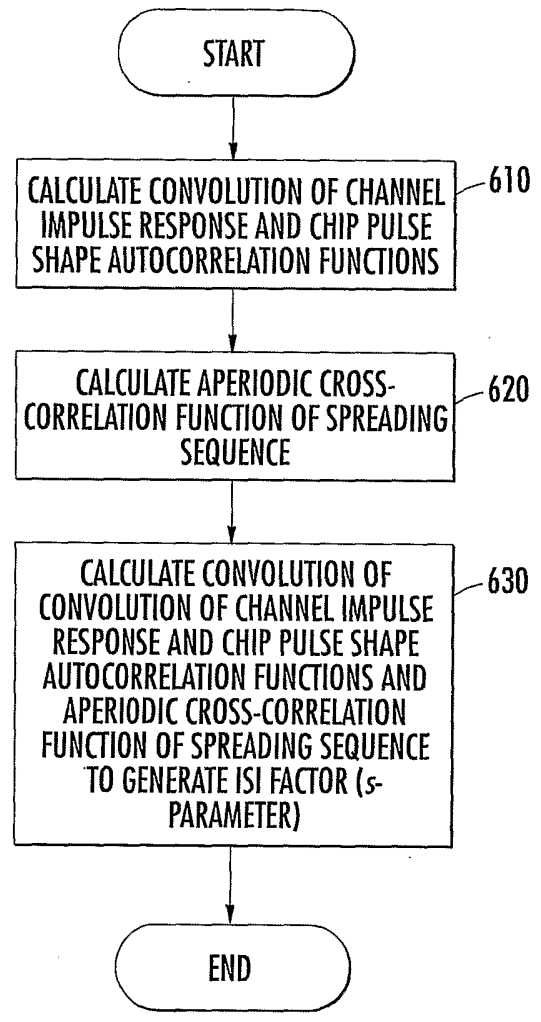 START
CALCULATE CONVOLUTION OF CHANNEL
IMPULSE RESPONSE AND CHIP PULSE
SHAPE AUTOCORRELATION FUNCTIONS
610
CALCULATE APERIODIC CROSS-
CORRELATION FUNCTION OF SPREADING
SEQUENCE
620
CALCULATE CONVOLUTION OF
CONVOLUTION OF CHANNEL IMPULSE
RESPONSE AND CHIP PULSE SHAPE
AUTOCORRELATION FUNCTIONS AND
APERIODIC CROSS-CORRELATION
FUNCTION OF SPREADING SEQUENCE
TO GENERATE ISI FACTOR (s-
PARAMETER)
630
END